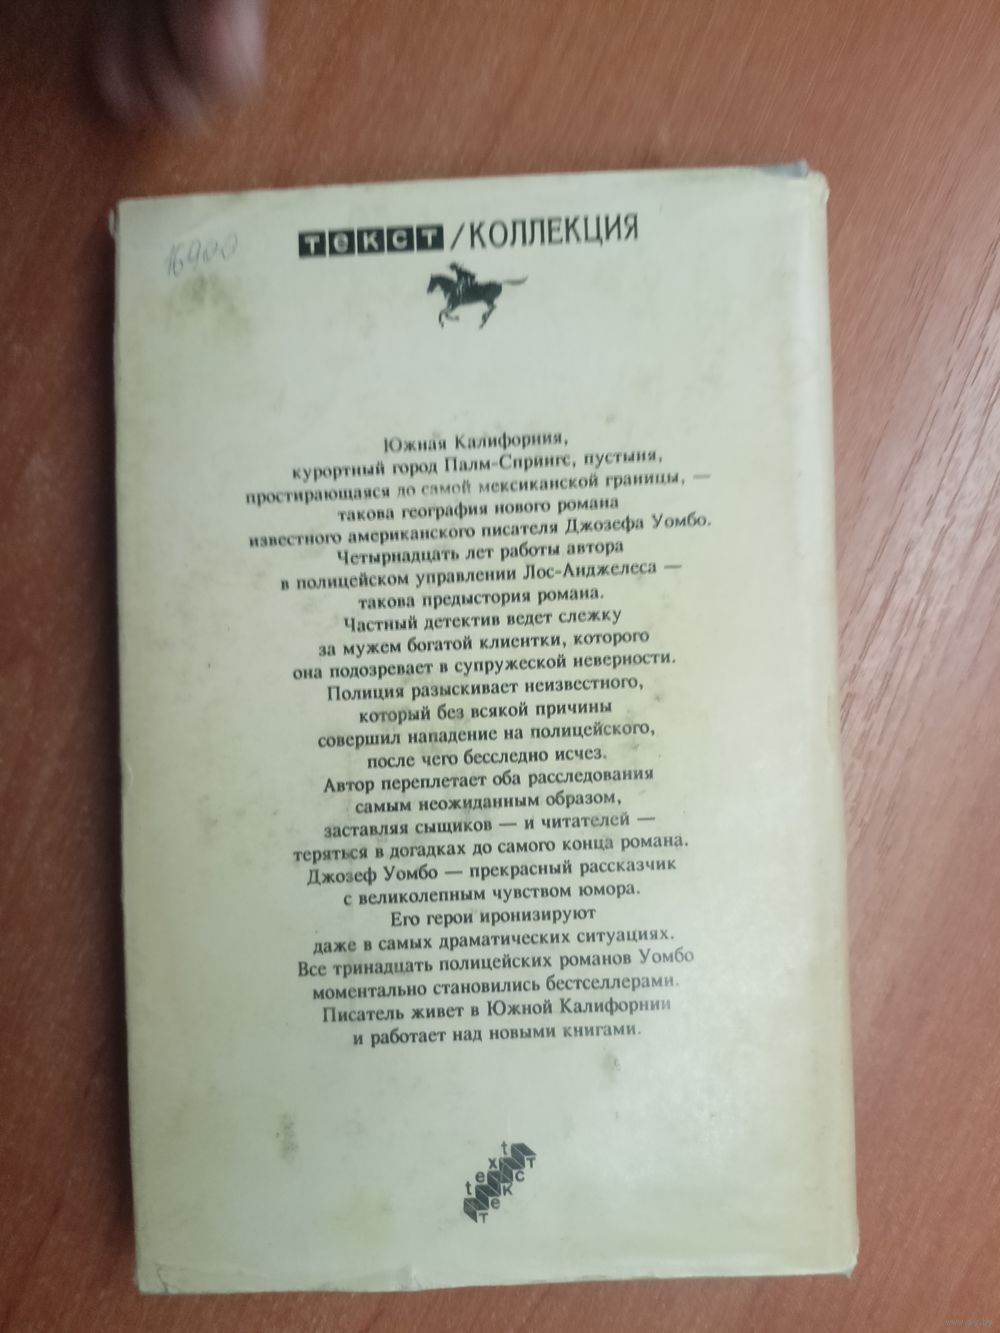 текст/КОЛЛЕКЦИЯ
16900
Южная Калифорния,
курортный город Палм-Спрингс, пустыня,
простирающаяся до самой мексиканской границы, —
такова география нового романа
известного американского писателя Джозефа Уомбо.
Четырнадцать лет работы автора
в полицейском управлении Лос-Анджелеса —
такова предыстория романа.
Частный детектив ведет слежку
за мужем богатой клиентки, которого
она подозревает в супружеской неверности.
Полиция разыскивает неизвестного,
который без всякой причины
совершил нападение на полицейского,
после чего бесследно исчез.
Автор переплетает оба расследования
самым неожиданным образом,
заставляя сыщиков — и читателей —
теряться в догадках до самого конца романа.
Джозеф Уомбо — прекрасный рассказчик
с великолепным чувством юмора.
Его герои иронизируют
даже в самых драматических ситуациях.
Все тринадцать полицейских романов Уомбо
моментально становились бестселлерами.
Писатель живет в Южной Калифорнии
и работает над новыми книгами.
text
текст